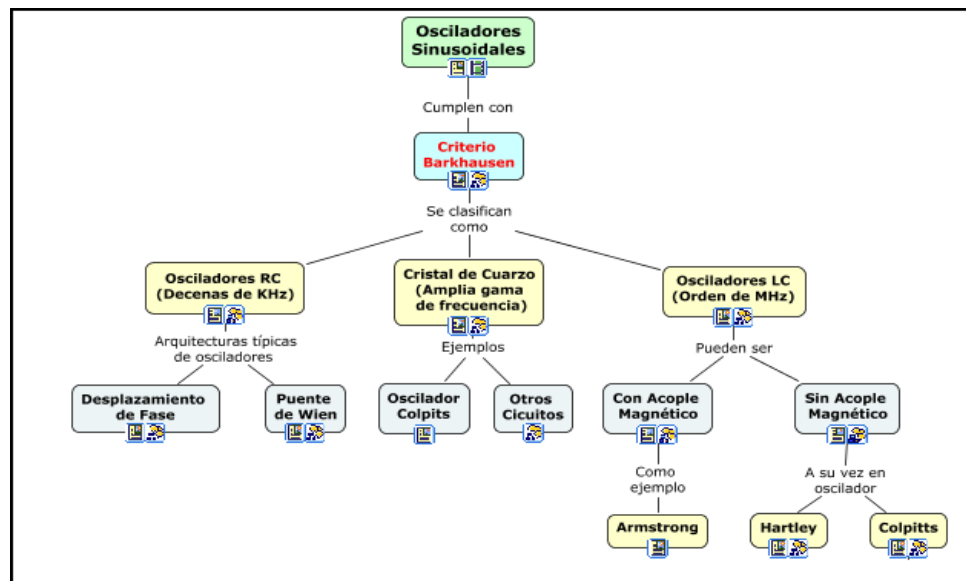 Osciladores
Sinusoidales
Cumplen con
Criterio
Barkhausen
Se clasifican
como
Osciladores RC
(Decenas de KHz)
Cristal de Cuarzo
(Amplia gama
de frecuencia)
Osciladores LC
(Orden de MHz)
Arquitecturas típicas
de osciladores
Ejemplos
Pueden ser
Desplazamiento
de Fase
Puente
de Wien
Oscilador
Colpits
Otros
Cicuitos
Con Acople
Magnético
Sin Acople
Magnético
Como
ejemplo
A su vez en
oscilador
Armstrong
Hartley
Colpitts